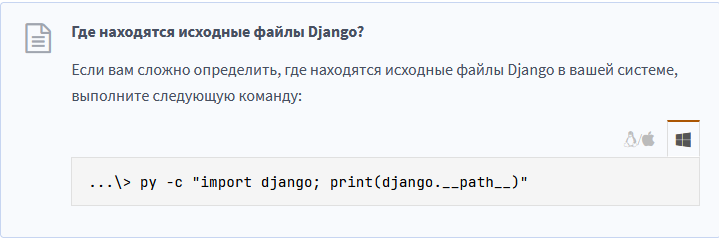 Где находятся исходные файлы Django?
Если вам сложно определить, где находятся исходные файлы Django в вашей системе,
выполните следующую команду:
/
...\> py -c "import django; print(django.__path__)"